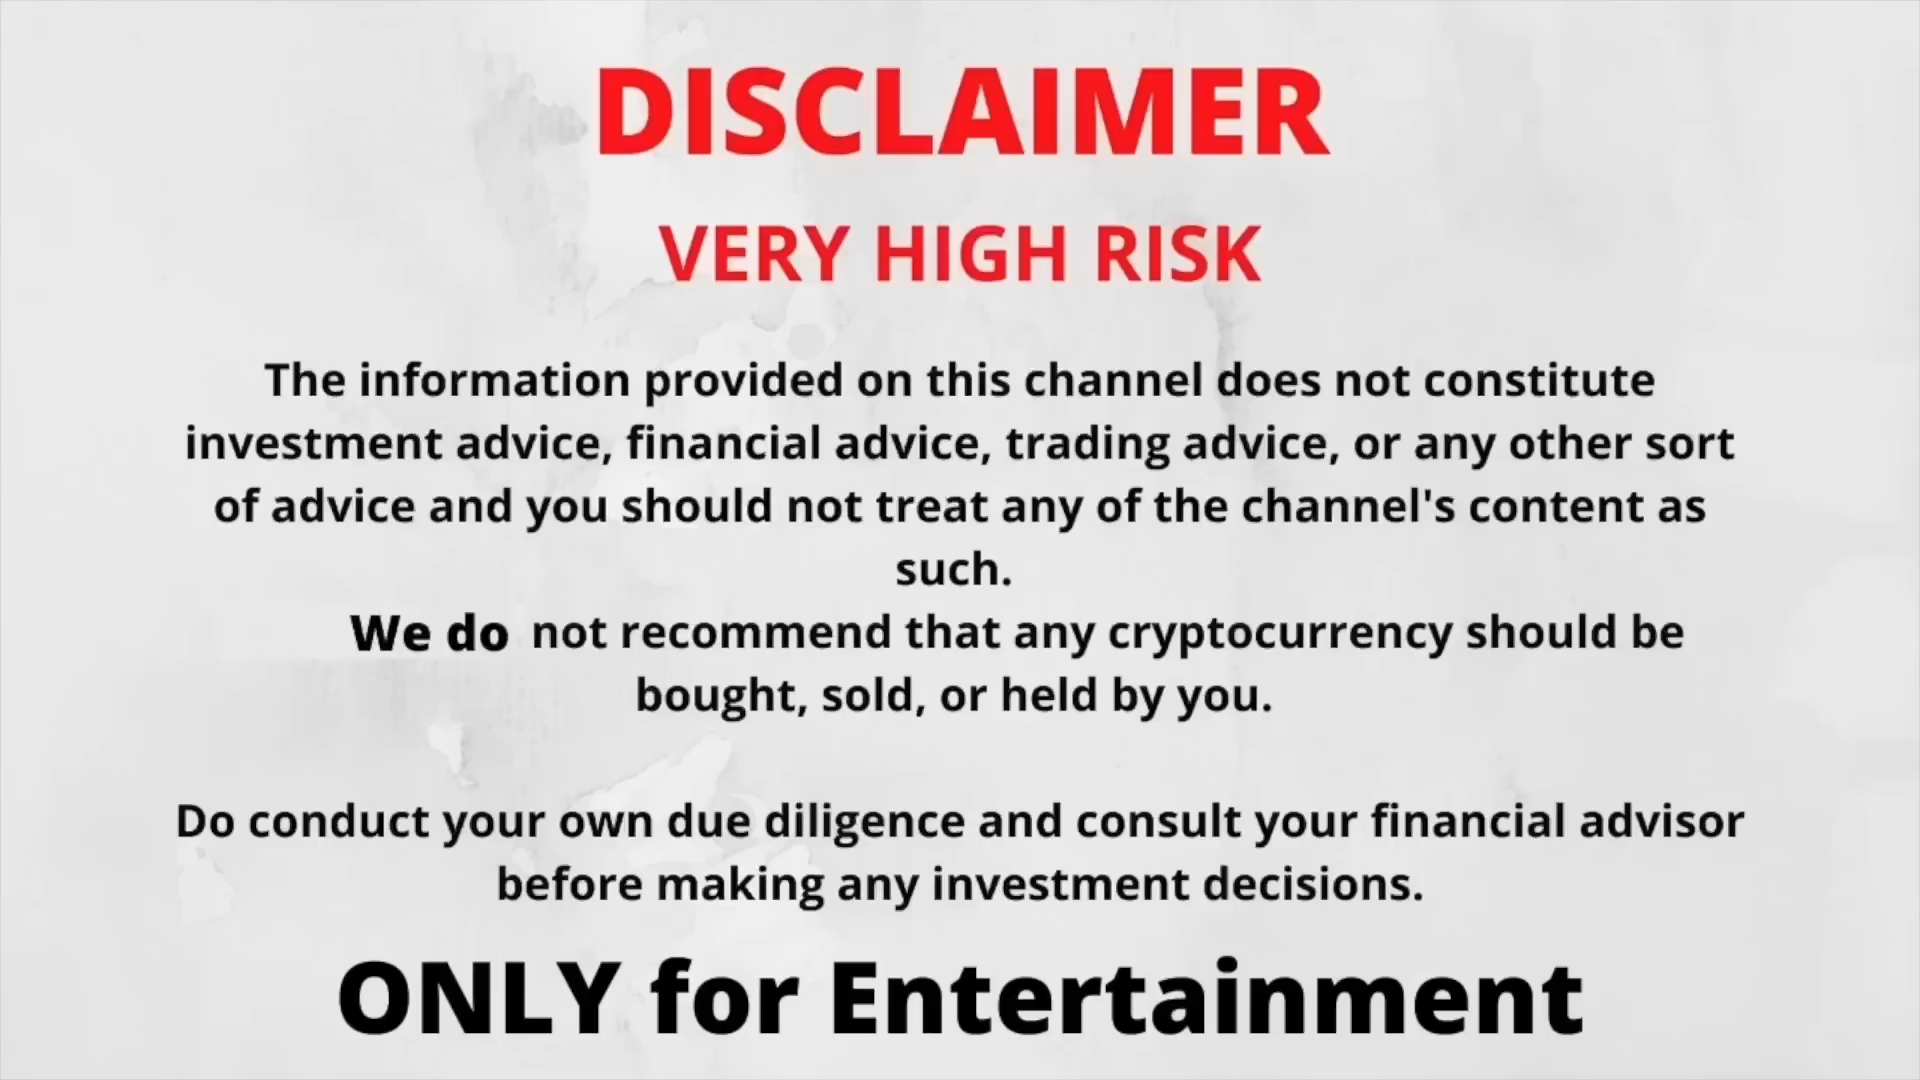 DISCLAIMER
VERY HIGH RISK
The information provided on this channel does not constitute
investment advice, financial advice, trading advice, or any other sort
of advice and you should not treat any of the channel's content as
such.
We do not recommend that any cryptocurrency should be
bought, sold, or held by you.
Do conduct your own due diligence and consult your financial advisor
before making any investment decisions.
ONLY for Entertainment